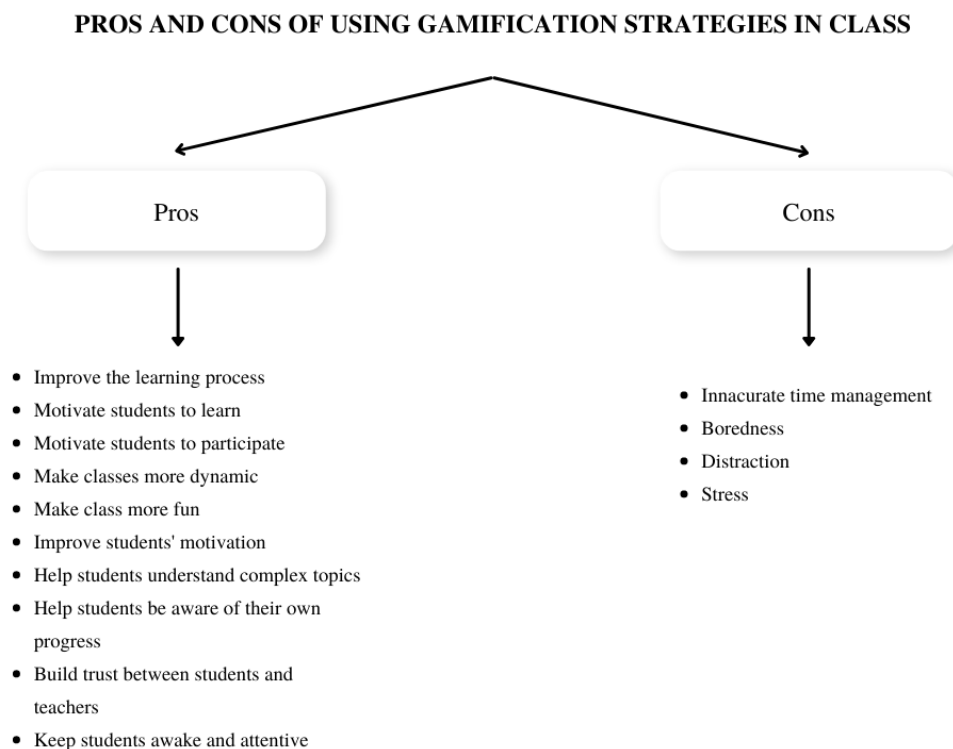 PROS AND CONS OF USING GAMIFICATION STRATEGIES IN CLASS
Pros
Cons
Improve the learning process
Motivate students to learn
Motivate students to participate
Make classes more dynamic
Make class more fun
Improve students' motivation
Help students understand complex topics
Help students be aware of their own
progress
Build trust between students and
teachers
Keep students awake and attentive
Innacurate time management
Boredness
Distraction
Stress